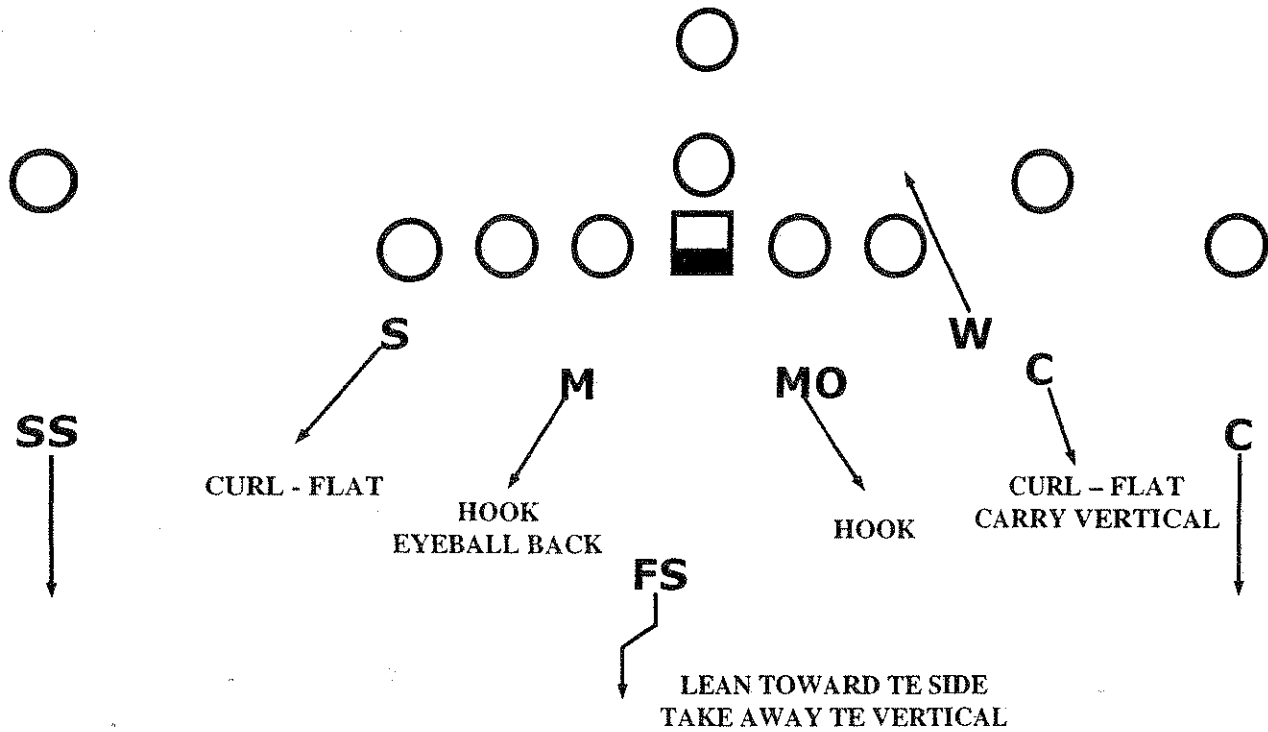 S
W
M
MO
C
SS
C
CURL - FLAT
HOOK
EYEBALL BACK
HOOK
CURL – FLAT
CARRY VERTICAL
FS
LEAN TOWARD TE SIDE
TAKE AWAY TE VERTICAL